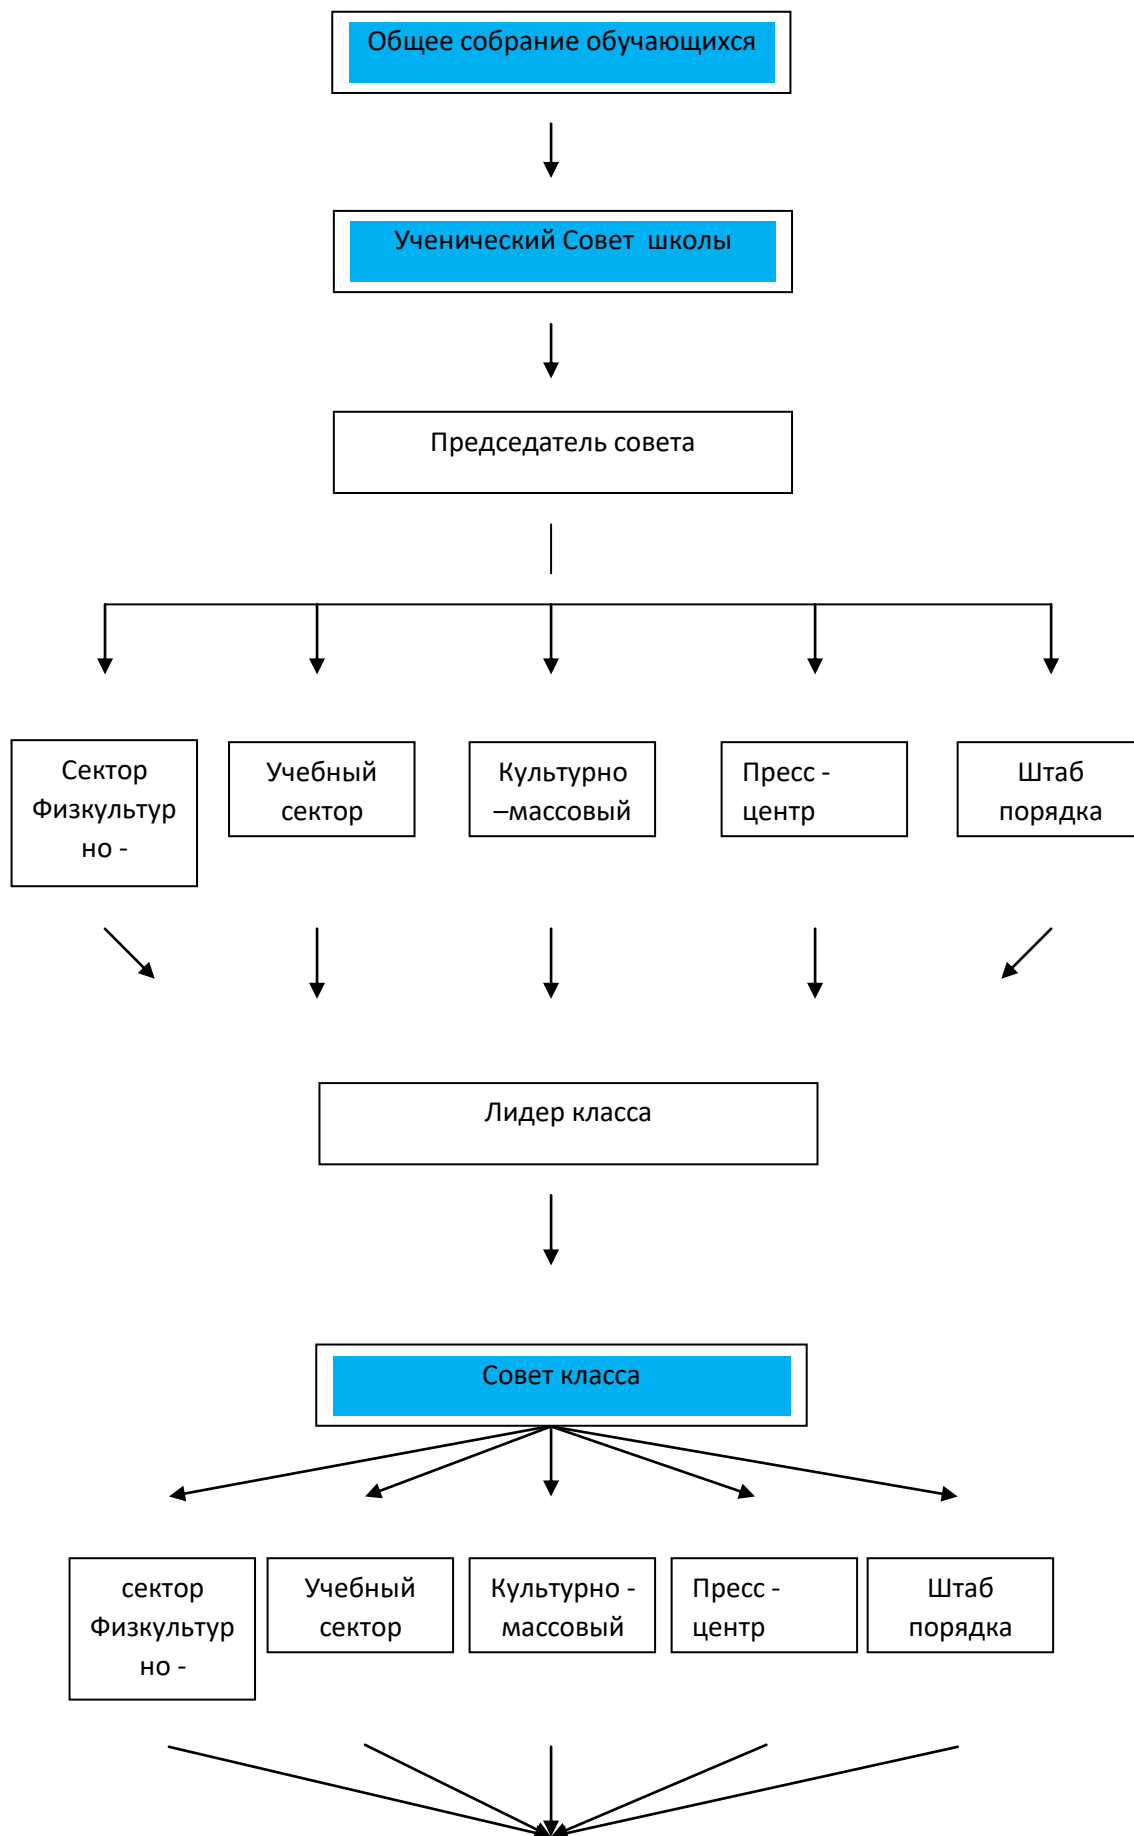 Общее собрание обучающихся
Ученический Совет  школы
Председатель совета
Сектор
Физкультур
но -
Учебный
сектор
Культурно
–массовый
Пресс -
центр
Штаб
порядка
Лидер класса
Совет класса
сектор
Физкультур
но -
Учебный
сектор
Культурно -
массовый
Пресс -
центр
Штаб
порядка